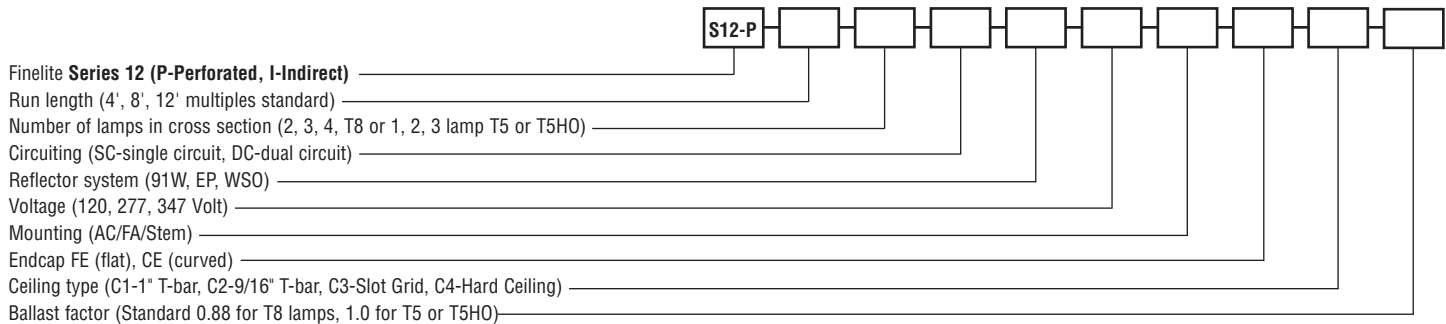 S12-P
Finelite Series 12 (P-Perforated, I-Indirect)
Run length (4', 8', 12' multiples standard)
Number of lamps in cross section (2, 3, 4, T8 or 1, 2, 3 lamp T5 or T5HO)
Circuiting (SC-single circuit, DC-dual circuit)
Reflector system (91W, EP, WSO)
Voltage (120, 277, 347 Volt)
Mounting (AC/FA/Stem)
Endcap FE (flat), CE (curved)
Ceiling type (C1-1" T-bar, C2-9/16" T-bar, C3-Slot Grid, C4-Hard Ceiling)
Ballast factor (Standard 0.88 for T8 lamps, 1.0 for T5 or T5HO)